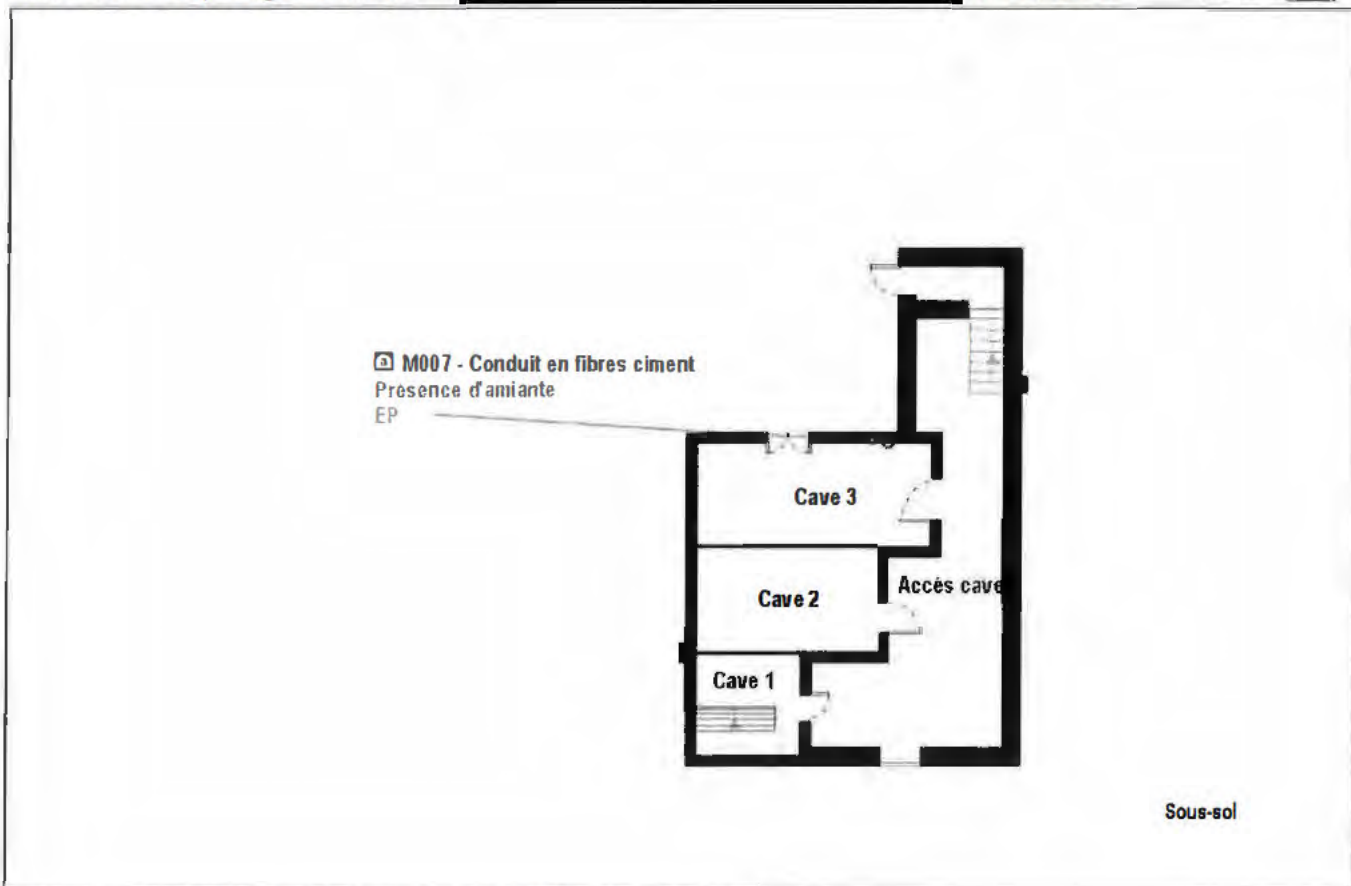 a M007 - Conduit en fibres ciment
Présence d'amiante
EP
Cave 3
Accès cave
Cave 2
Cave 1
Sous-sol